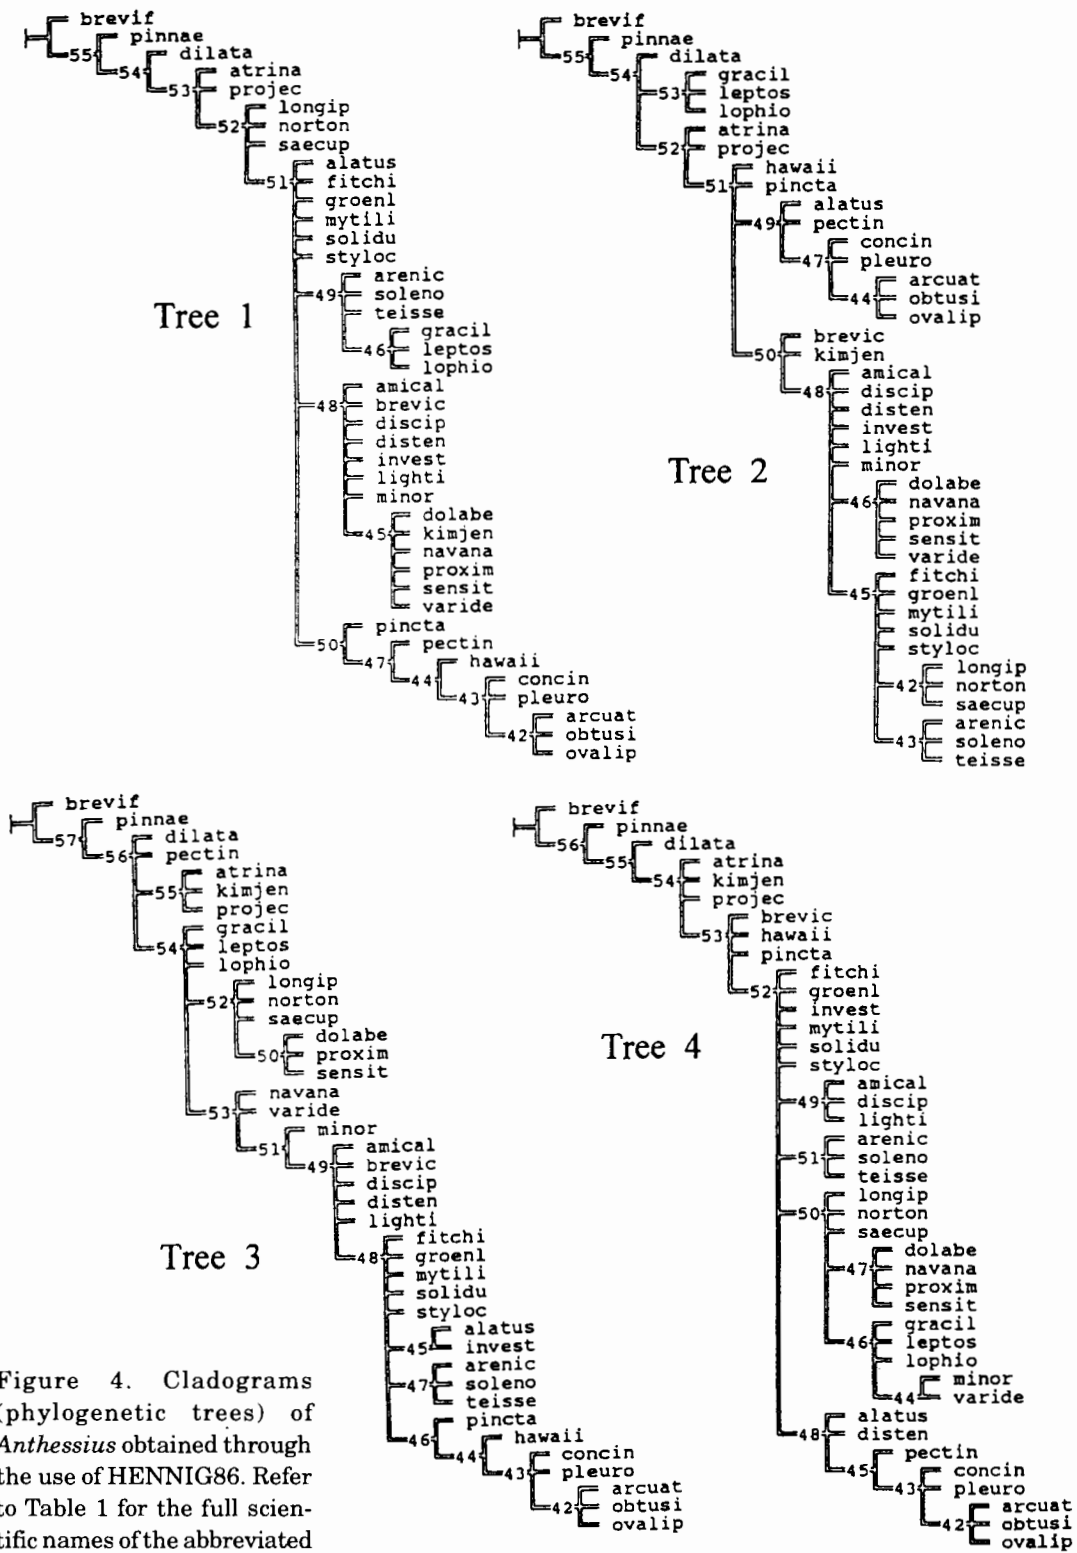 brevif
pinnae
55
dilata
54
atrina
53
projec
longip
52
norton
saecup
alatus
51
fitchi
groenl
mytili
solidu
styloc
arenic
49
soleno
teisse
gracil
46
leptos
lophio
amical
48
brevic
discip
disten
invest
lighti
minor
dolabe
45
kimjen
navana
proxim
sensit
varide
pincta
50
pectin
47
hawaii
44
concin
43
pleuro
arcuat
42
obtusi
ovalip
Tree 1
brevif
pinnae
55
dilata
54
gracil
53
leptos
lophio
atrina
52
projec
hawaii
51
pincta
alatus
49
pectin
concin
47
pleuro
arcuat
44
obtusi
ovalip
brevic
50
kimjen
amical
48
discip
disten
invest
lighti
minor
dolabe
46
navana
proxim
sensit
varide
fitchi
45
groenl
mytili
solidu
styloc
longip
42
norton
saecup
arenic
43
soleno
teisse
Tree 2
brevif
pinnae
57
dilata
56
pectin
atrina
55
kimjen
projec
gracil
54
leptos
lophio
longip
52
norton
saecup
dolabe
50
proxim
sensit
navana
53
varide
minor
51
amical
49
brevic
discip
disten
lighti
fitchi
48
groenl
mytili
solidu
styloc
alatus
45
invest
arenic
47
soleno
teisse
pincta
46
hawaii
44
concin
43
pleuro
arcuat
42
obtusi
ovalip
Tree 3
brevif
pinnae
56
dilata
55
atrina
54
kimjen
projec
brevic
53
hawaii
pincta
fitchi
52
groenl
invest
mytili
solidu
styloc
amical
49
discip
lighti
arenic
51
soleno
teisse
longip
50
norton
saecup
dolabe
47
navana
proxim
sensit
gracil
46
leptos
lophio
minor
44
varide
alatus
48
disten
pectin
45
concin
43
pleuro
arcuat
42
obtusi
ovalip
Tree 4
Figure 4. Cladograms
(phylogenetic trees) of
Anthessius obtained through
the use of HENNIG86. Refer
to Table 1 for the full scien-
tific names of the abbreviated